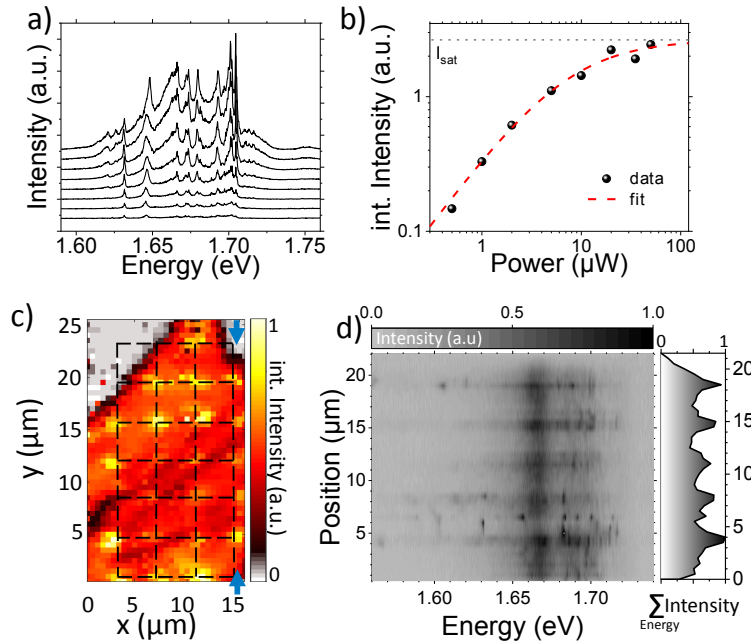 a)
Intensity (a.u.)
1.60 1.65 1.70 1.75
Energy (eV)
b)
int. Intensity (a.u.)
I_sat
1
0.1
data
fit
1 10 100
Power (µW)
c)
25
20
15
10
5
y (µm)
0 5 10 15
x (µm)
1
0
int. Intensity (a.u.)
d)
0.0 0.6 1.0
Intensity (a.u)
0 1
20
15
10
5
Position (µm)
1.60 1.67 1.70
Energy (eV)
20
15
10
5
0
∑Intensity
Energy